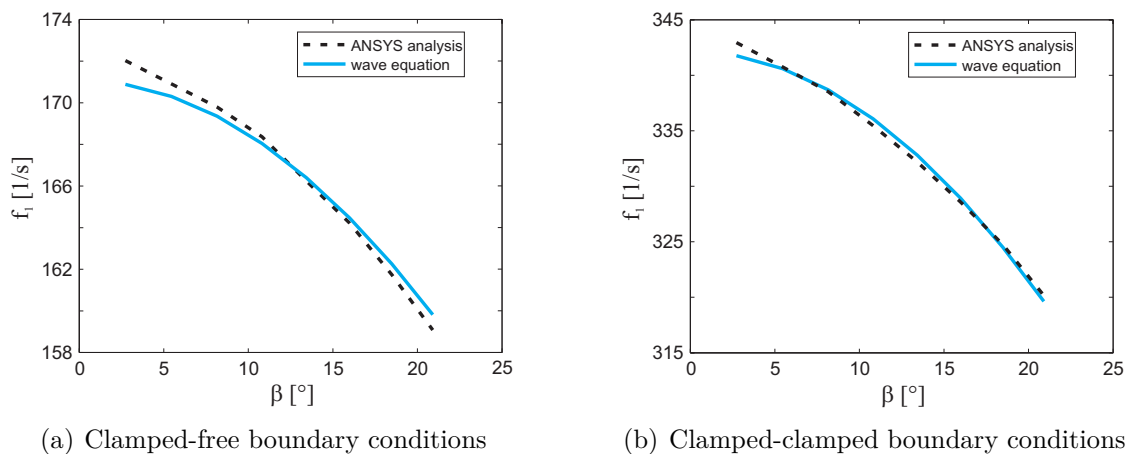 174
170
166
162
158
f₁ [1/s]
0 5 10 15 20 25
β [°]
ANSYS analysis
wave equation
(a) Clamped-free boundary conditions
345
335
325
315
f₁ [1/s]
0 5 10 15 20 25
β [°]
ANSYS analysis
wave equation
(b) Clamped-clamped boundary conditions